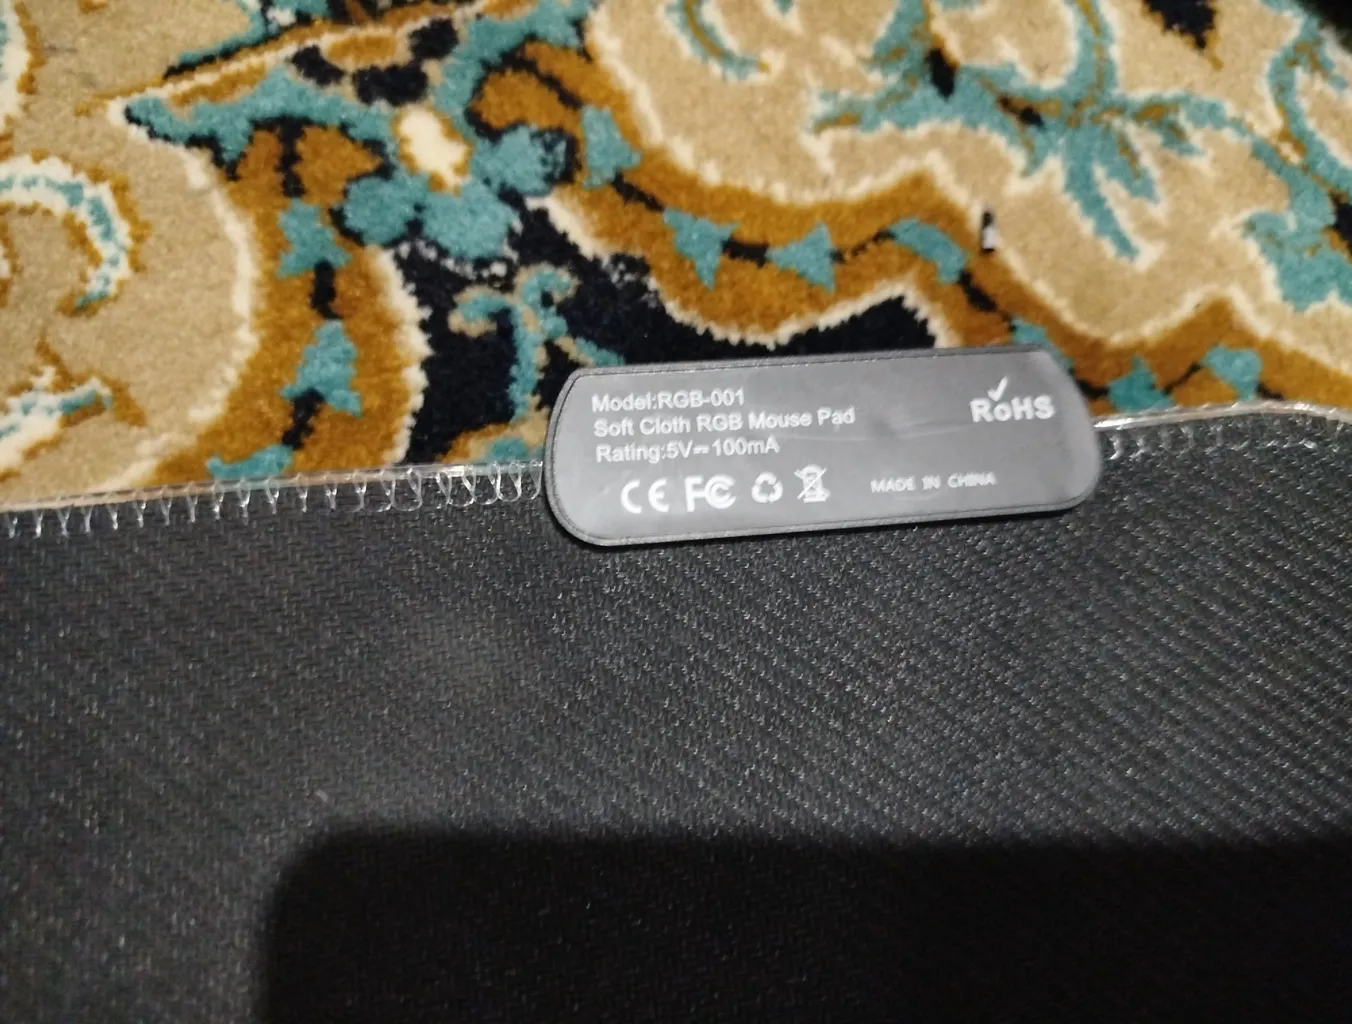 Model:RGB-001
Soft Cloth RGB Mouse Pad
Rating:5V⎓100mA
RoHS
CE FC
MADE IN CHINA